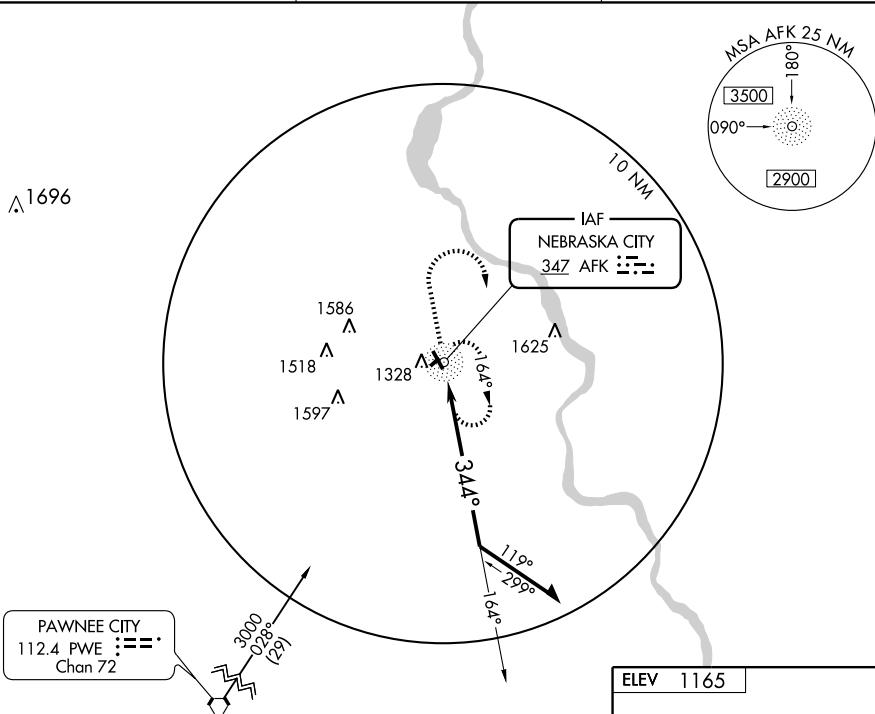 MSA AFK 25 NM
180°
3500
090°
2900
10 NM
1696
IAF
NEBRASKA CITY
347 AFK
1586
1518
1328
1625
1597
164°
344°
119°
299°
164°
3000
028°
(29)
PAWNEE CITY
112.4 PWE
Chan 72
ELEV 1165